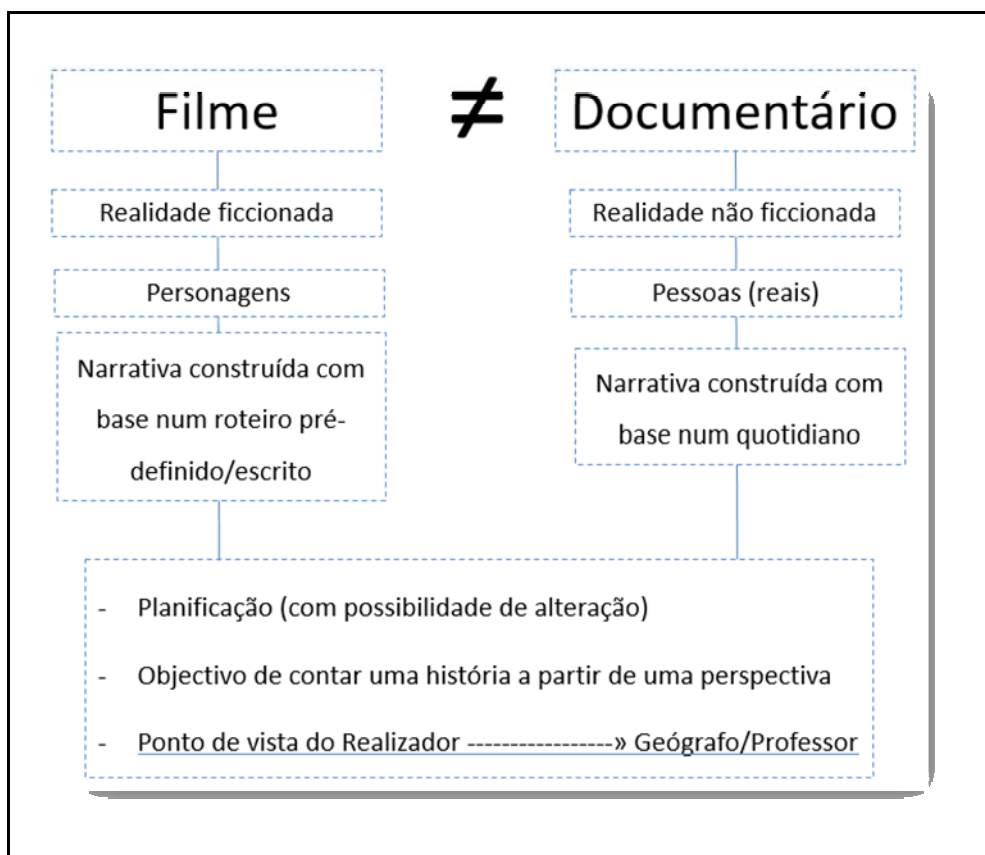 Filme
≠
Documentário
Realidade ficcionada
Realidade não ficcionada
Personagens
Pessoas (reais)
Narrativa construída com
base num roteiro pré-
definido/escrito
Narrativa construída com
base num quotidiano
- Planificação (com possibilidade de alteração)
- Objectivo de contar uma história a partir de uma perspectiva
- Ponto de vista do Realizador -----------------» Geógrafo/Professor